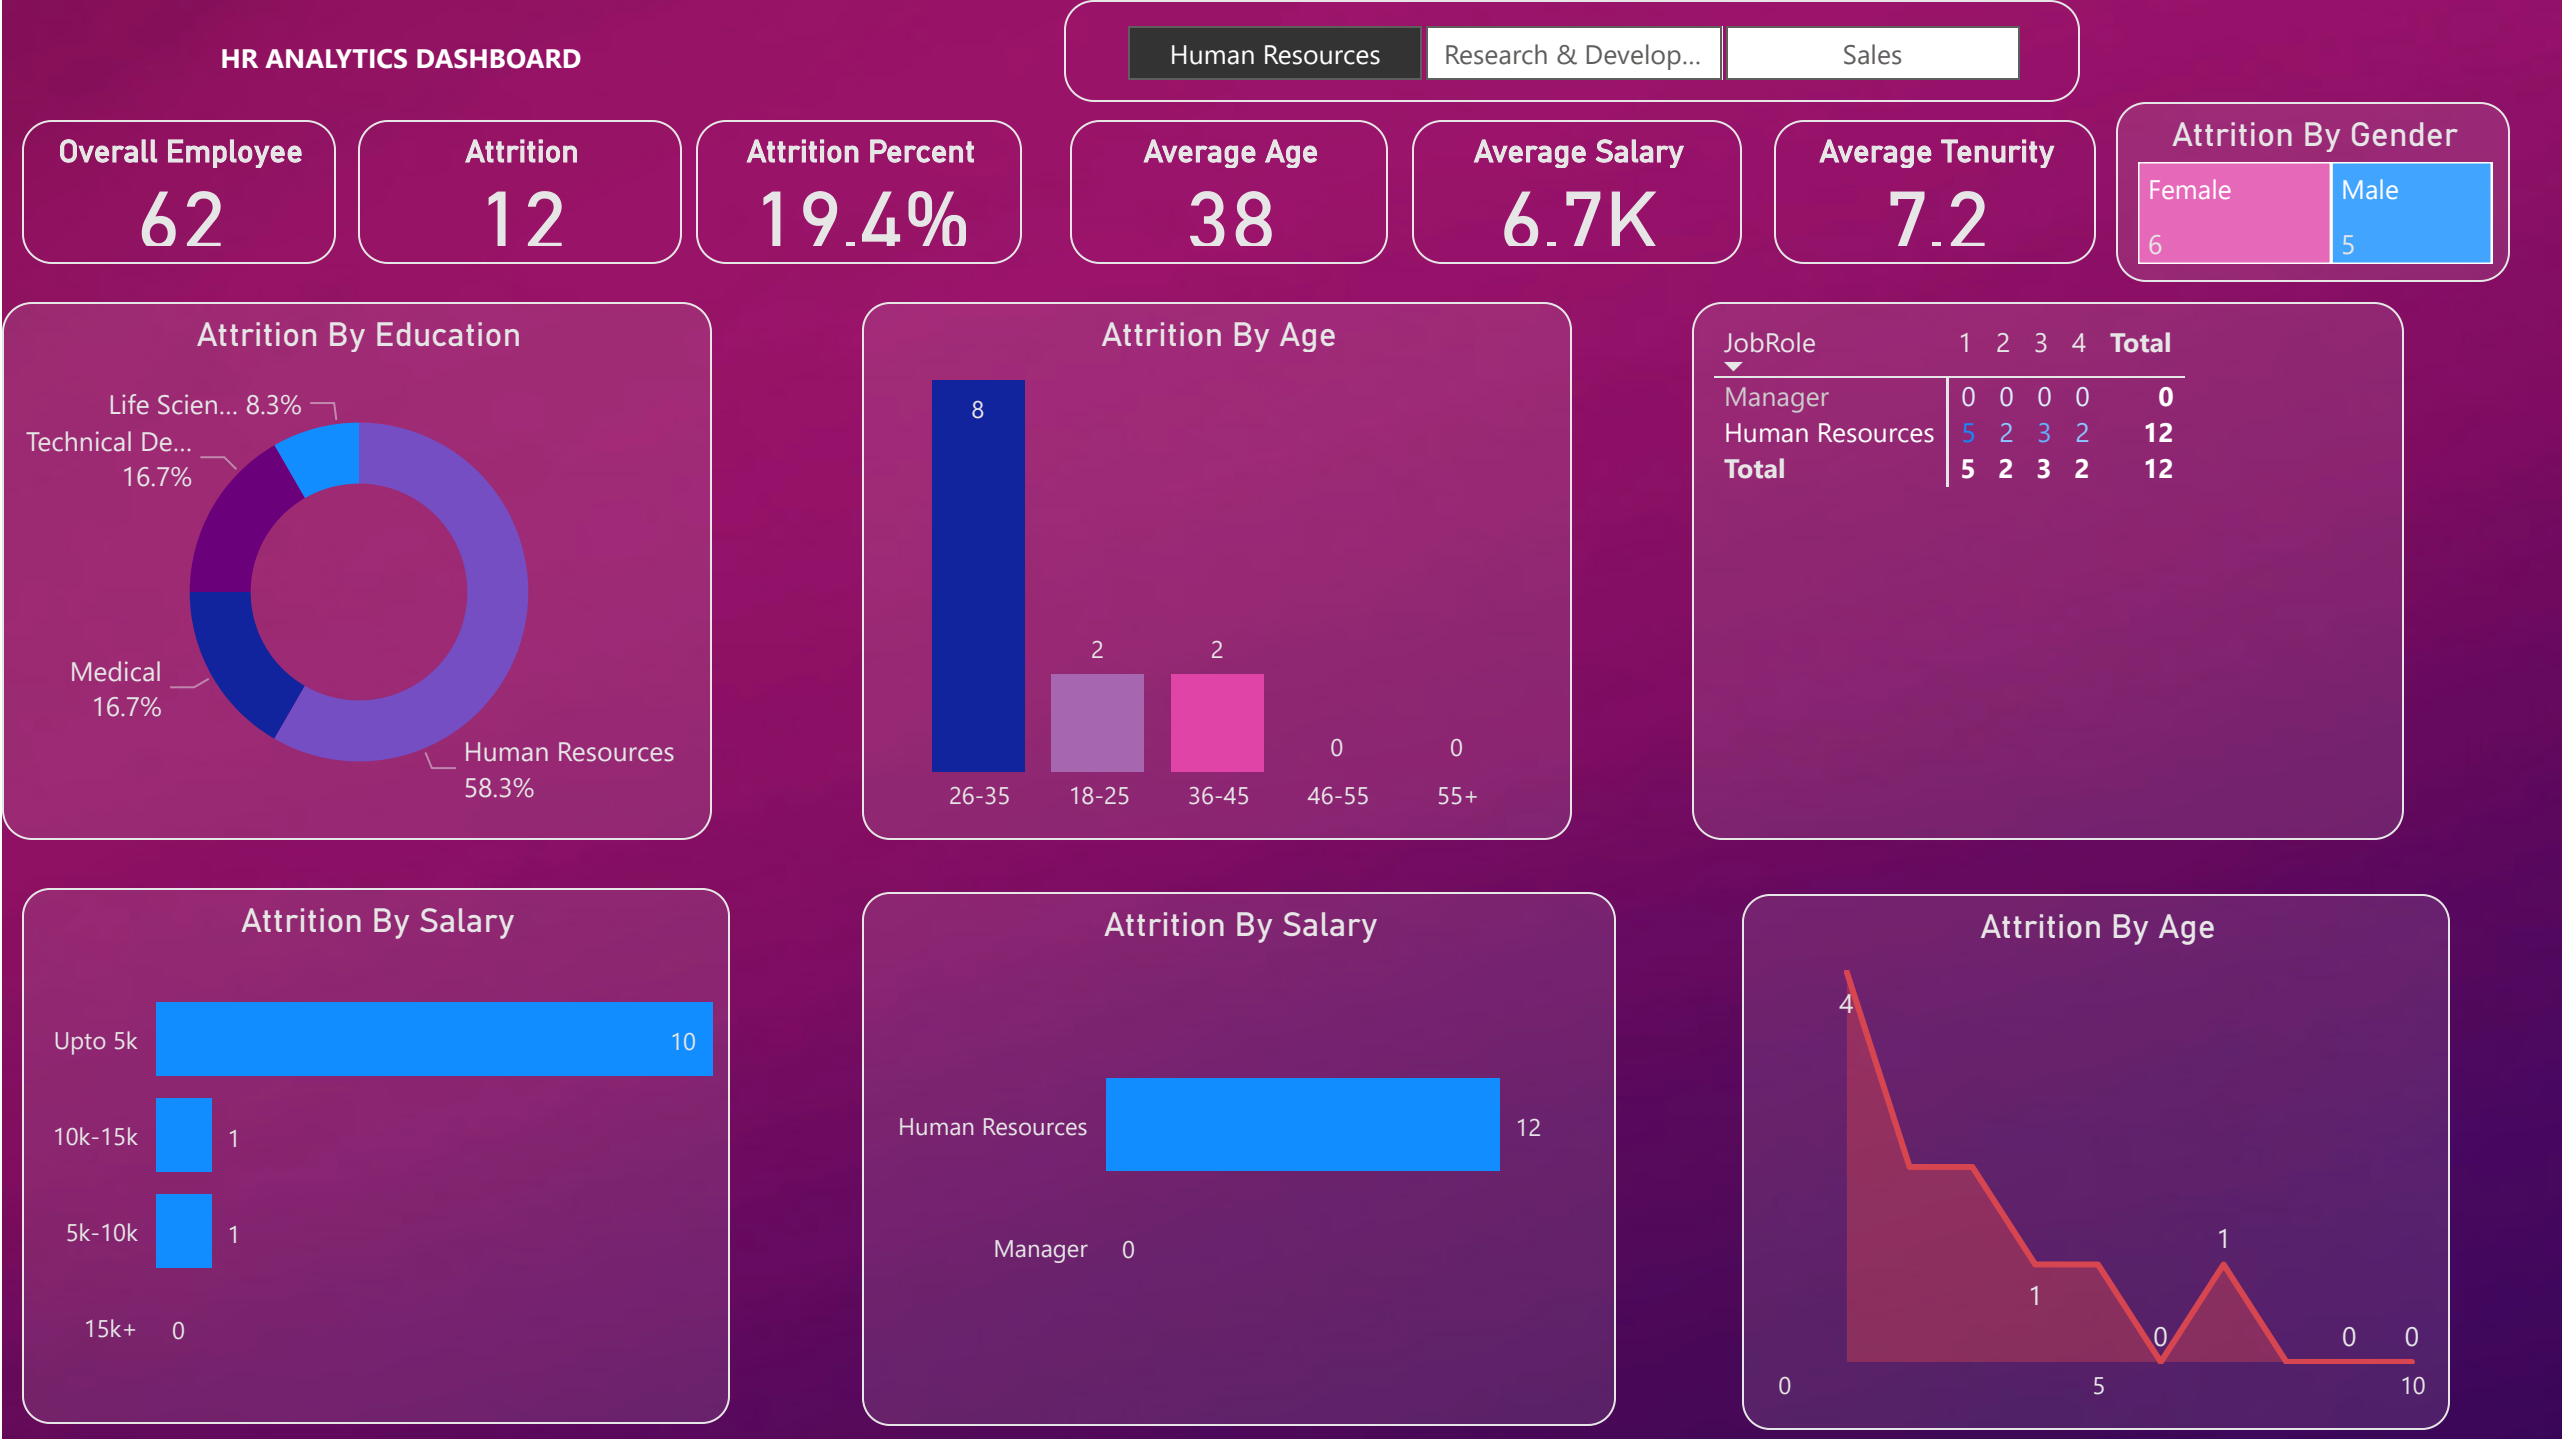 HR ANALYTICS DASHBOARD
Human Resources
Research & Develop...
Sales
Overall Employee
62
Attrition
12
Attrition Percent
19.4%
Average Age
38
Average Salary
6.7K
Average Tenurity
7.2
Attrition By Gender
Female
6
Male
5
Attrition By Education
Life Scien... 8.3%
Technical De...
16.7%
Medical
16.7%
Human Resources
58.3%
Attrition By Age
8
2
2
0
0
26-35
18-25
36-45
46-55
55+
JobRole 1 2 3 4 Total
Manager 0 0 0 0 0
Human Resources 5 2 3 2 12
Total 5 2 3 2 12
Attrition By Salary
Upto 5k 10
10k-15k 1
5k-10k 1
15k+ 0
Attrition By Salary
Human Resources 12
Manager 0
Attrition By Age
4
1
1
0
0
0
0
5
10